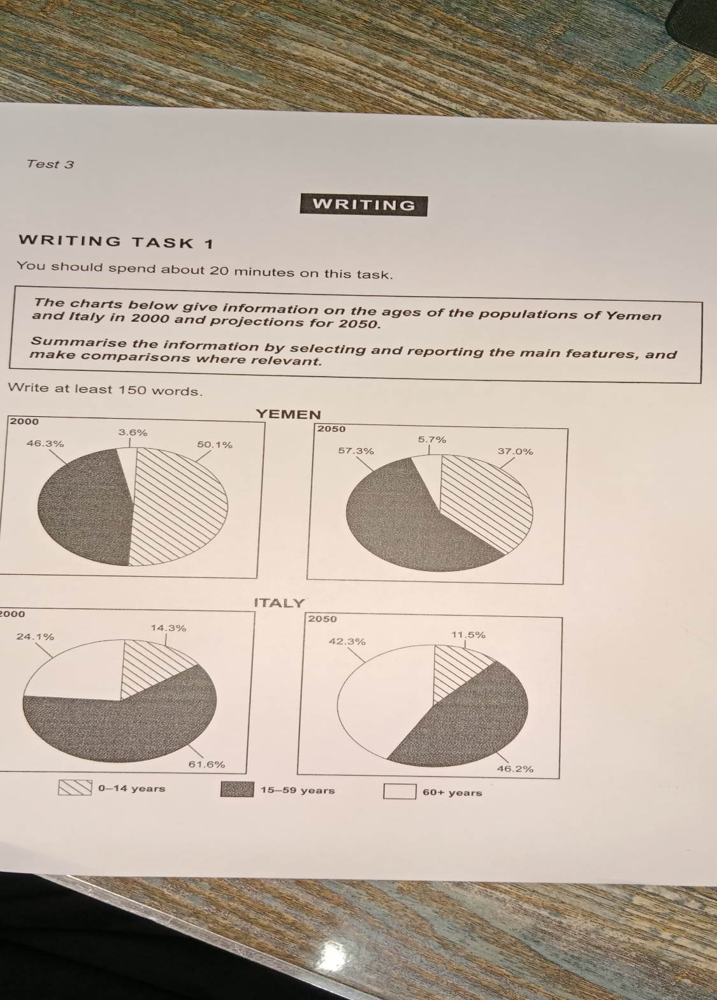 Test 3
WRITING
WRITING TASK 1
You should spend about 20 minutes on this task.
The charts below give information on the ages of the populations of Yemen
and Italy in 2000 and projections for 2050.
Summarise the information by selecting and reporting the main features, and
make comparisons where relevant.
Write at least 150 words.
YEMEN
2000
3.6%
46.3%
50.1%
2050
5.7%
57.3%
37.0%
ITALY
2000
14.3%
24.1%
61.6%
2050
11.5%
42.3%
46.2%
0–14 years
15–59 years
60+ years